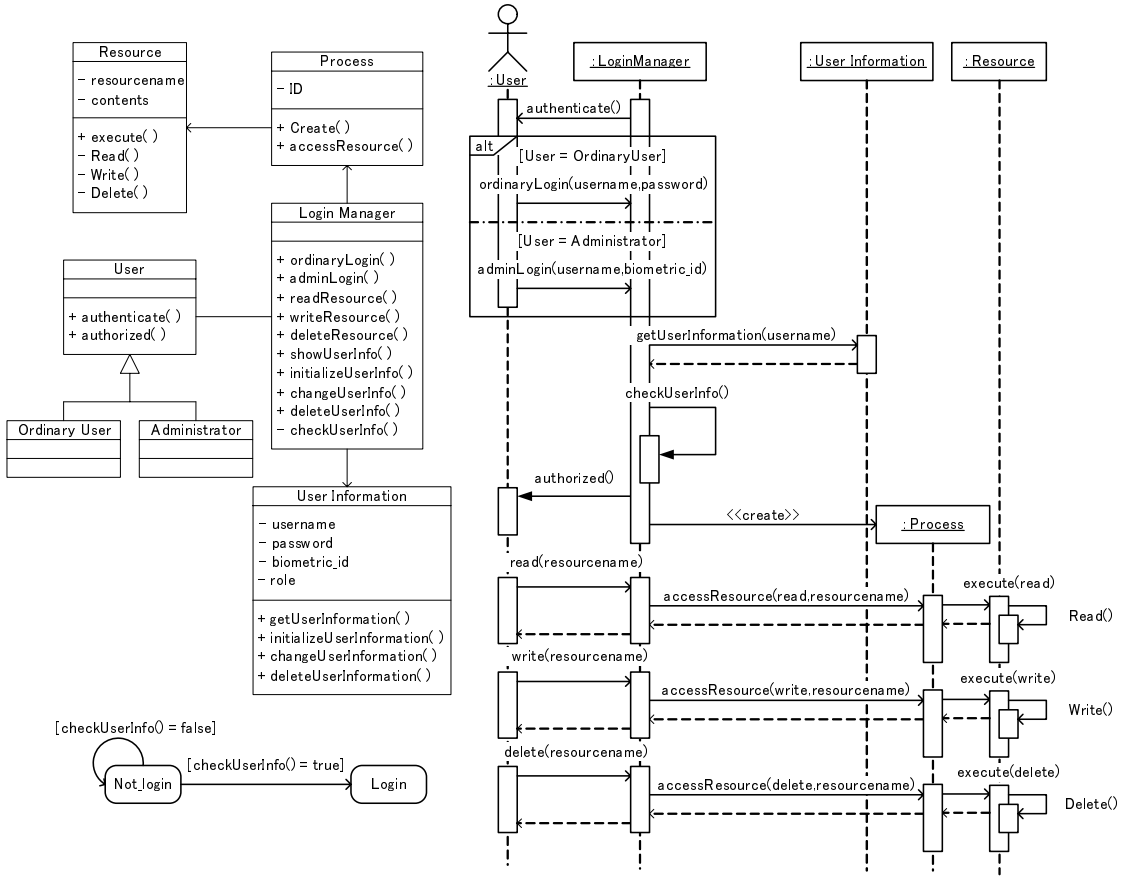 Resource
− resourcename
− contents
+ execute( )
− Read( )
− Write( )
− Delete( )
Process
− ID
+ Create( )
+ accessResource( )
Login Manager
+ ordinaryLogin( )
+ adminLogin( )
+ readResource( )
+ writeResource( )
+ deleteResource( )
+ showUserInfo( )
+ initializeUserInfo( )
+ changeUserInfo( )
+ deleteUserInfo( )
− checkUserInfo( )
User
+ authenticate( )
+ authorized( )
Ordinary User
Administrator
User Information
− username
− password
− biometric_id
− role
+ getUserInformation( )
+ initializeUserInformation( )
+ changeUserInformation( )
+ deleteUserInformation( )
[checkUserInfo() = false]
[checkUserInfo() = true]
Not_login
Login
: User
: LoginManager
: User Information
: Resource
authenticate()
alt
[User = OrdinaryUser]
ordinaryLogin(username,password)
[User = Administrator]
adminLogin(username,biometric_id)
getUserInformation(username)
checkUserInfo()
authorized()
<<create>>
: Process
read(resourcename)
accessResource(read,resourcename)
execute(read)
Read()
write(resourcename)
accessResource(write,resourcename)
execute(write)
Write()
delete(resourcename)
accessResource(delete,resourcename)
execute(delete)
Delete()